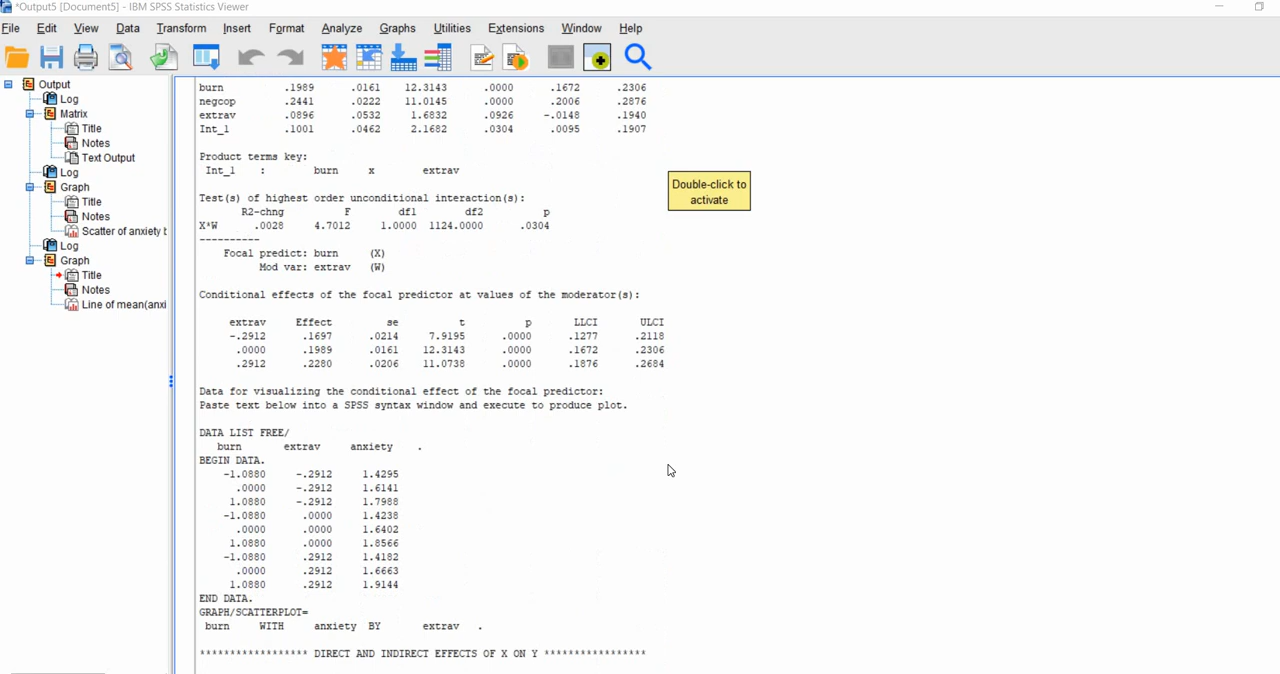 *Output5 [Document5] - IBM SPSS Statistics Viewer
File Edit View Data Transform Insert Format Analyze Graphs Utilities Extensions Window Help
Output
Log
Matrix
Title
Notes
Text Output
Log
Graph
Title
Notes
Scatter of anxiety b
Log
Graph
Title
Notes
Line of mean(anxi
burn .1989 .0161 12.3143 .0000 .1672 .2306
negcop .2441 .0222 11.0145 .0000 .2006 .2876
extrav .0896 .0532 1.6832 .0926 -.0148 .1940
Int_1 .1001 .0462 2.1682 .0304 .0095 .1907
Product terms key:
Int_1 : burn x extrav
Test(s) of highest order unconditional interaction(s):
R2-chng F df1 df2 p
X*W .0028 4.7012 1.0000 1124.0000 .0304
----------
Focal predict: burn (X)
Mod var: extrav (W)
Conditional effects of the focal predictor at values of the moderator(s):
extrav Effect se t p LLCI ULCI
-.2912 .1697 .0214 7.9195 .0000 .1277 .2118
.0000 .1989 .0161 12.3143 .0000 .1672 .2306
.2912 .2280 .0206 11.0738 .0000 .1876 .2684
Data for visualizing the conditional effect of the focal predictor:
Paste text below into a SPSS syntax window and execute to produce plot.
DATA LIST FREE/
burn extrav anxiety .
BEGIN DATA.
-1.0880 -.2912 1.4295
.0000 -.2912 1.6141
1.0880 -.2912 1.7988
-1.0880 .0000 1.4238
.0000 .0000 1.6402
1.0880 .0000 1.8566
-1.0880 .2912 1.4182
.0000 .2912 1.6663
1.0880 .2912 1.9144
END DATA.
GRAPH/SCATTERPLOT=
burn WITH anxiety BY extrav .
****************** DIRECT AND INDIRECT EFFECTS OF X ON Y *****************
Double-click to
activate